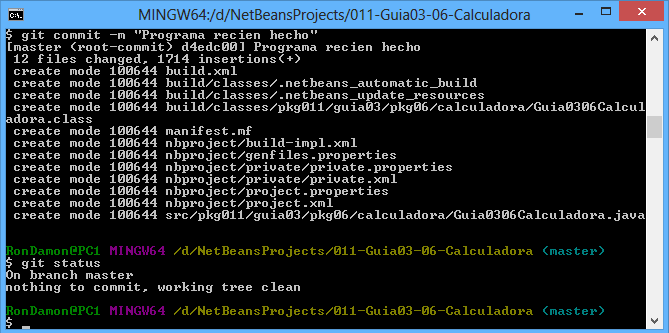 MINGW64:/d/NetBeansProjects/011-Guia03-06-Calculadora
$ git commit -m "Programa recien hecho"
[master (root-commit) d4edc00] Programa recien hecho
 12 files changed, 1714 insertions(+)
 create mode 100644 build.xml
 create mode 100644 build/classes/.netbeans_automatic_build
 create mode 100644 build/classes/.netbeans_update_resources
 create mode 100644 build/classes/pkg011/guia03/pkg06/calculadora/Guia0306Calcul
adora.class
 create mode 100644 manifest.mf
 create mode 100644 nbproject/build-impl.xml
 create mode 100644 nbproject/genfiles.properties
 create mode 100644 nbproject/private/private.properties
 create mode 100644 nbproject/private/private.xml
 create mode 100644 nbproject/project.properties
 create mode 100644 nbproject/project.xml
 create mode 100644 src/pkg011/guia03/pkg06/calculadora/Guia0306Calculadora.java
RonDamon@PC1 MINGW64 /d/NetBeansProjects/011-Guia03-06-Calculadora (master)
$ git status
On branch master
nothing to commit, working tree clean
RonDamon@PC1 MINGW64 /d/NetBeansProjects/011-Guia03-06-Calculadora (master)
$